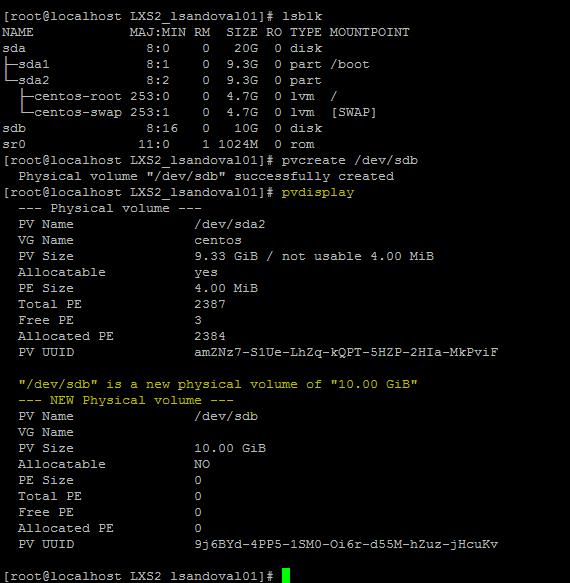 [root@localhost LXS2_lsandoval01]# lsblk
NAME            MAJ:MIN RM  SIZE RO TYPE MOUNTPOINT
sda               8:0    0   20G  0 disk
├─sda1            8:1    0  9.3G  0 part /boot
└─sda2            8:2    0  9.3G  0 part
  ├─centos-root 253:0    0  4.7G  0 lvm  /
  └─centos-swap 253:1    0  4.7G  0 lvm  [SWAP]
sdb               8:16   0   10G  0 disk
sr0              11:0    1 1024M  0 rom
[root@localhost LXS2_lsandoval01]# pvcreate /dev/sdb
  Physical volume "/dev/sdb" successfully created
[root@localhost LXS2_lsandoval01]# pvdisplay
  --- Physical volume ---
  PV Name               /dev/sda2
  VG Name               centos
  PV Size               9.33 GiB / not usable 4.00 MiB
  Allocatable           yes
  PE Size               4.00 MiB
  Total PE              2387
  Free PE               3
  Allocated PE          2384
  PV UUID               amZNz7-S1Ue-LhZq-kQPT-5HZP-2HIa-MkPviF

  "/dev/sdb" is a new physical volume of "10.00 GiB"
  --- NEW Physical volume ---
  PV Name               /dev/sdb
  VG Name
  PV Size               10.00 GiB
  Allocatable           NO
  PE Size               0
  Total PE              0
  Free PE               0
  Allocated PE          0
  PV UUID               9j6BYd-4PP5-1SM0-Oi6r-d55M-hZuz-jHcuKv

[root@localhost LXS2_lsandoval01]#